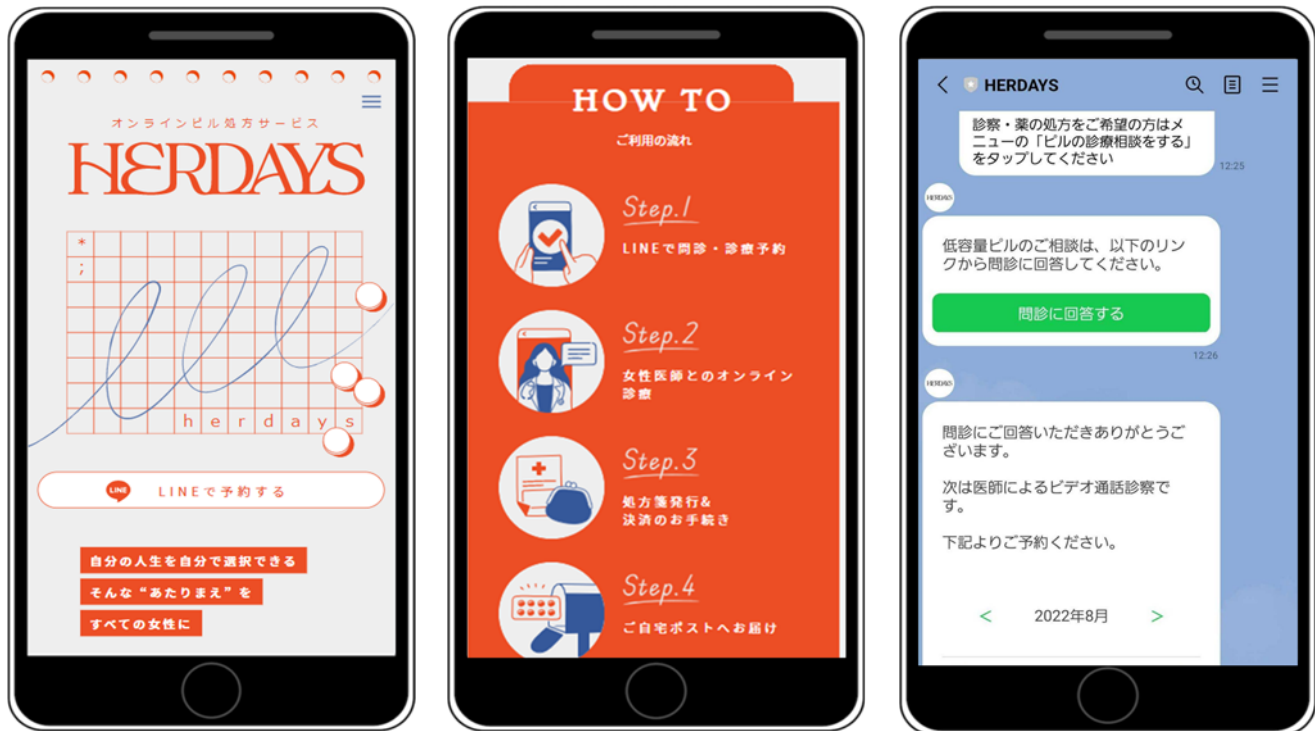 オンラインピル処方サービス
HERDAYS
*
;
herdays
LINE
LINEで予約する
自分の人生を自分で選択できる
そんな“あたりまえ”を
すべての女性に
HOW TO
ご利用の流れ
Step.1
LINEで問診・診療予約
Step.2
女性医師とのオンライン
診療
Step.3
処方箋発行&
決済のお手続き
Step.4
ご自宅ポストへお届け
HERDAYS
診察・薬の処方をご希望の方はメ
ニューの「ピルの診療相談をする」
をタップしてください
12:25
HERDAYS
低容量ピルのご相談は、以下のリン
クから問診に回答してください。
問診に回答する
12:26
HERDAYS
問診にご回答いただきありがとうご
ざいます。
次は医師によるビデオ通話診察で
す。
下記よりご予約ください。
< 2022年8月 >